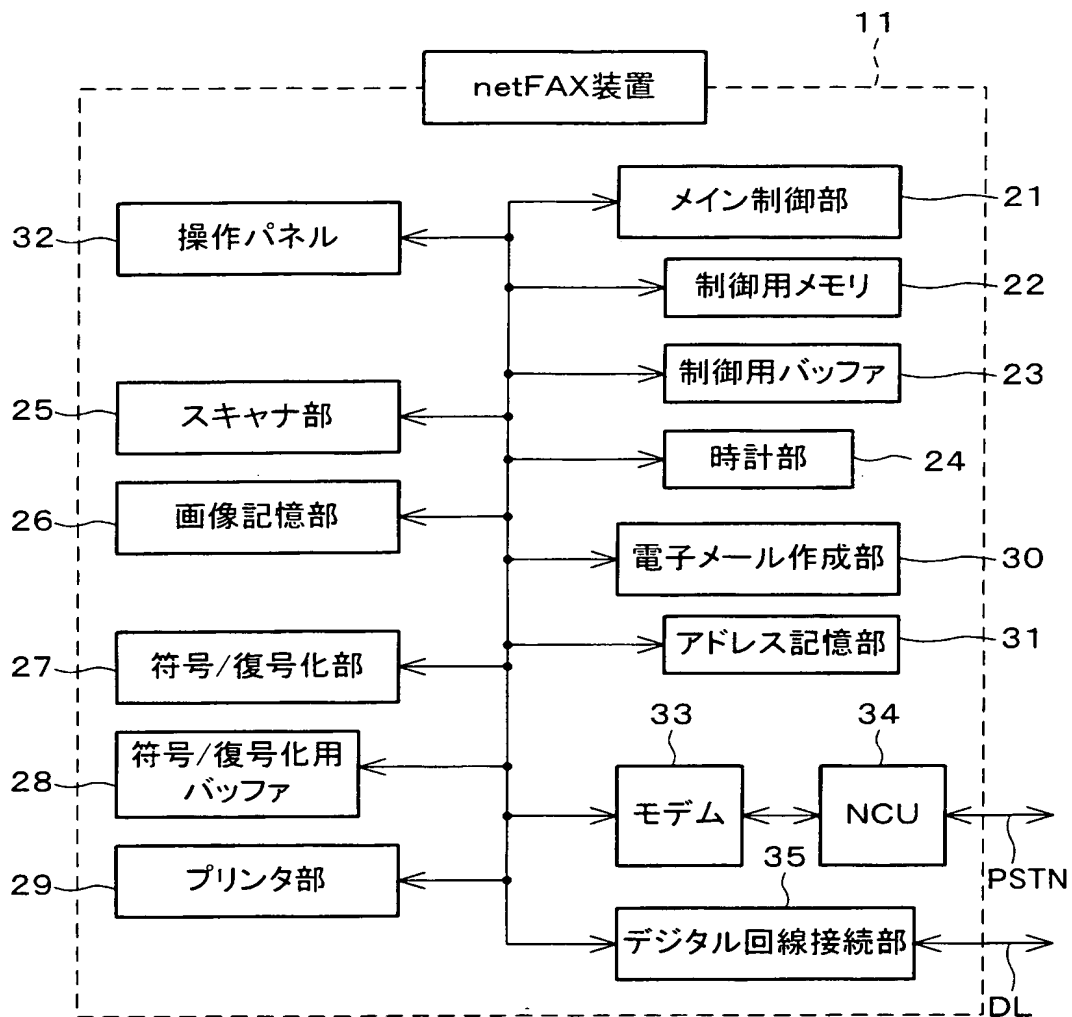 11
netFAX装置
メイン制御部
21
32
操作パネル
制御用メモリ
22
制御用バッファ
23
25
スキャナ部
時計部
24
26
画像記憶部
電子メール作成部
30
アドレス記憶部
31
27
符号/復号化部
33
34
28
符号/復号化用
バッファ
モデム
NCU
PSTN
35
29
プリンタ部
デジタル回線接続部
DL